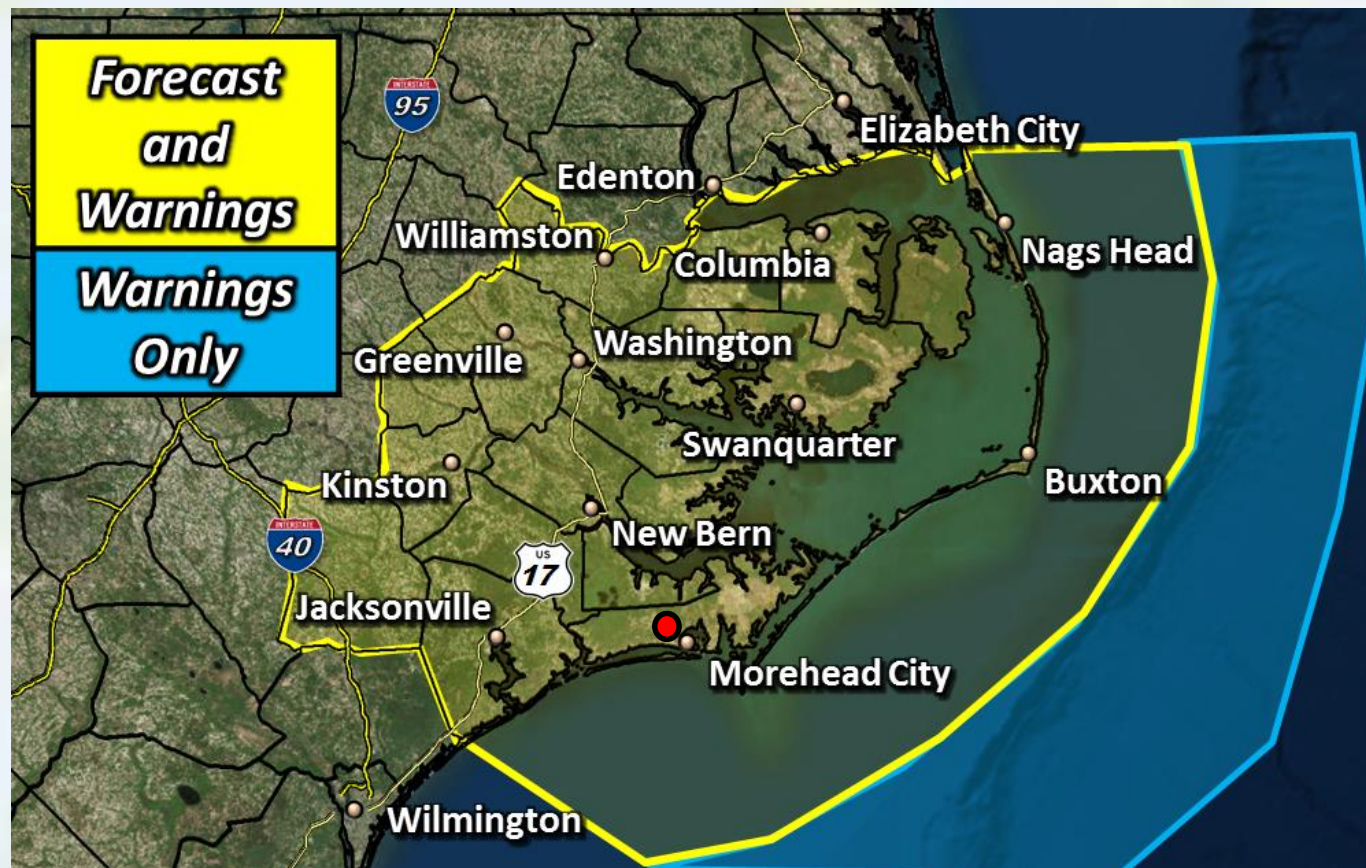 Forecast
and
Warnings
Warnings
Only
INTERSTATE
95
Elizabeth City
Edenton
Williamston
Columbia
Nags Head
Washington
Greenville
Swanquarter
Kinston
Buxton
New Bern
INTERSTATE
40
US
17
Jacksonville
Morehead City
Wilmington